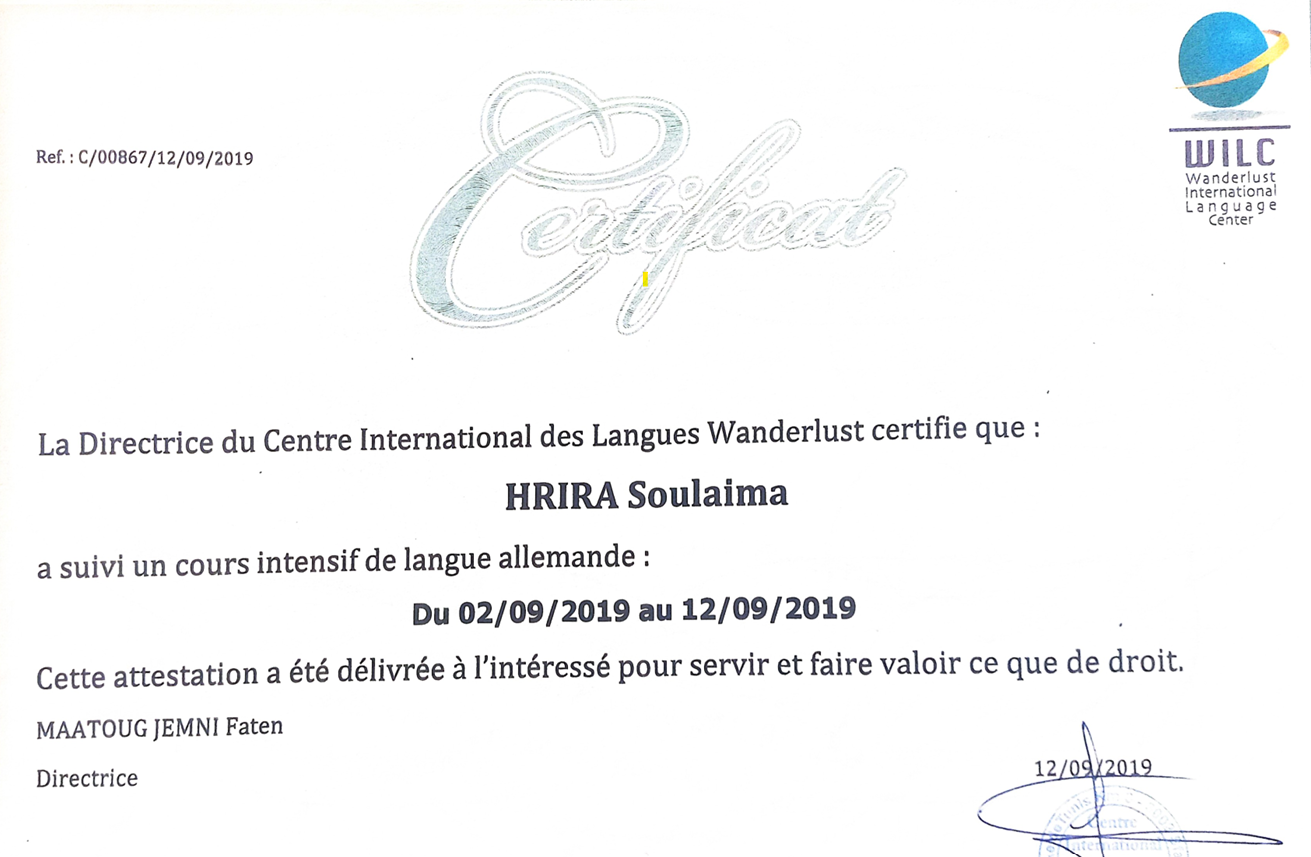 Ref. : C/00867/12/09/2019
Certificat
WILC
Wanderlust
International
Language
Center
La Directrice du Centre International des Langues Wanderlust certifie que :
HRIRA Soulaima
a suivi un cours intensif de langue allemande :
Du 02/09/2019 au 12/09/2019
Cette attestation a été délivrée à l'intéressé pour servir et faire valoir ce que de droit.
MAATOUG JEMNI Faten
Directrice
12/09/2019
Centre
International